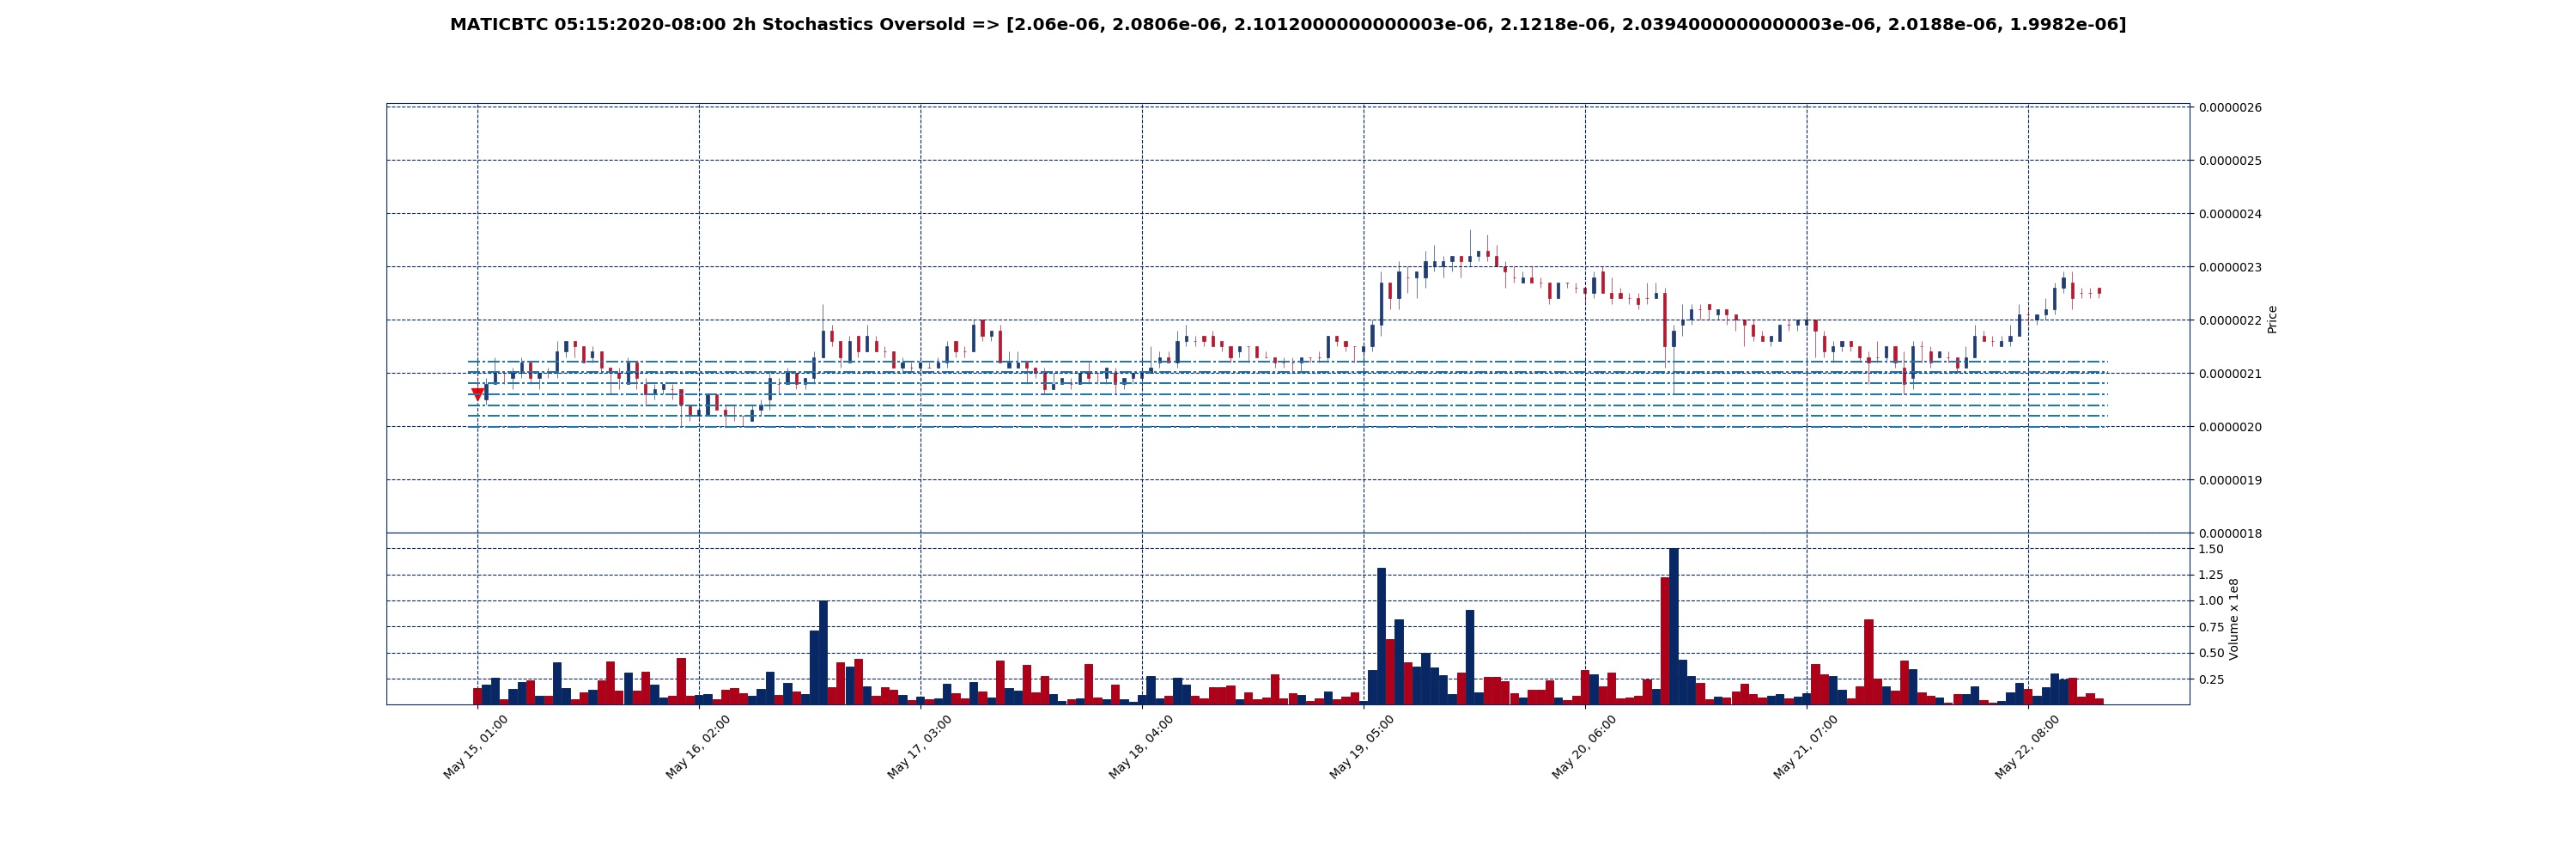 MATICBTC 05:15:2020-08:00 2h Stochastics Oversold => [2.06e-06, 2.0806e-06, 2.1012000000000003e-06, 2.1218e-06, 2.0394000000000003e-06, 2.0188e-06, 1.9982e-06]
0.0000026
0.0000025
0.0000024
0.0000023
0.0000022
0.0000021
0.0000020
0.0000019
0.0000018
Price
1.50
1.25
1.00
0.75
0.50
0.25
Volume x 1e8
May 15, 01:00
May 16, 02:00
May 17, 03:00
May 18, 04:00
May 19, 05:00
May 20, 06:00
May 21, 07:00
May 22, 08:00